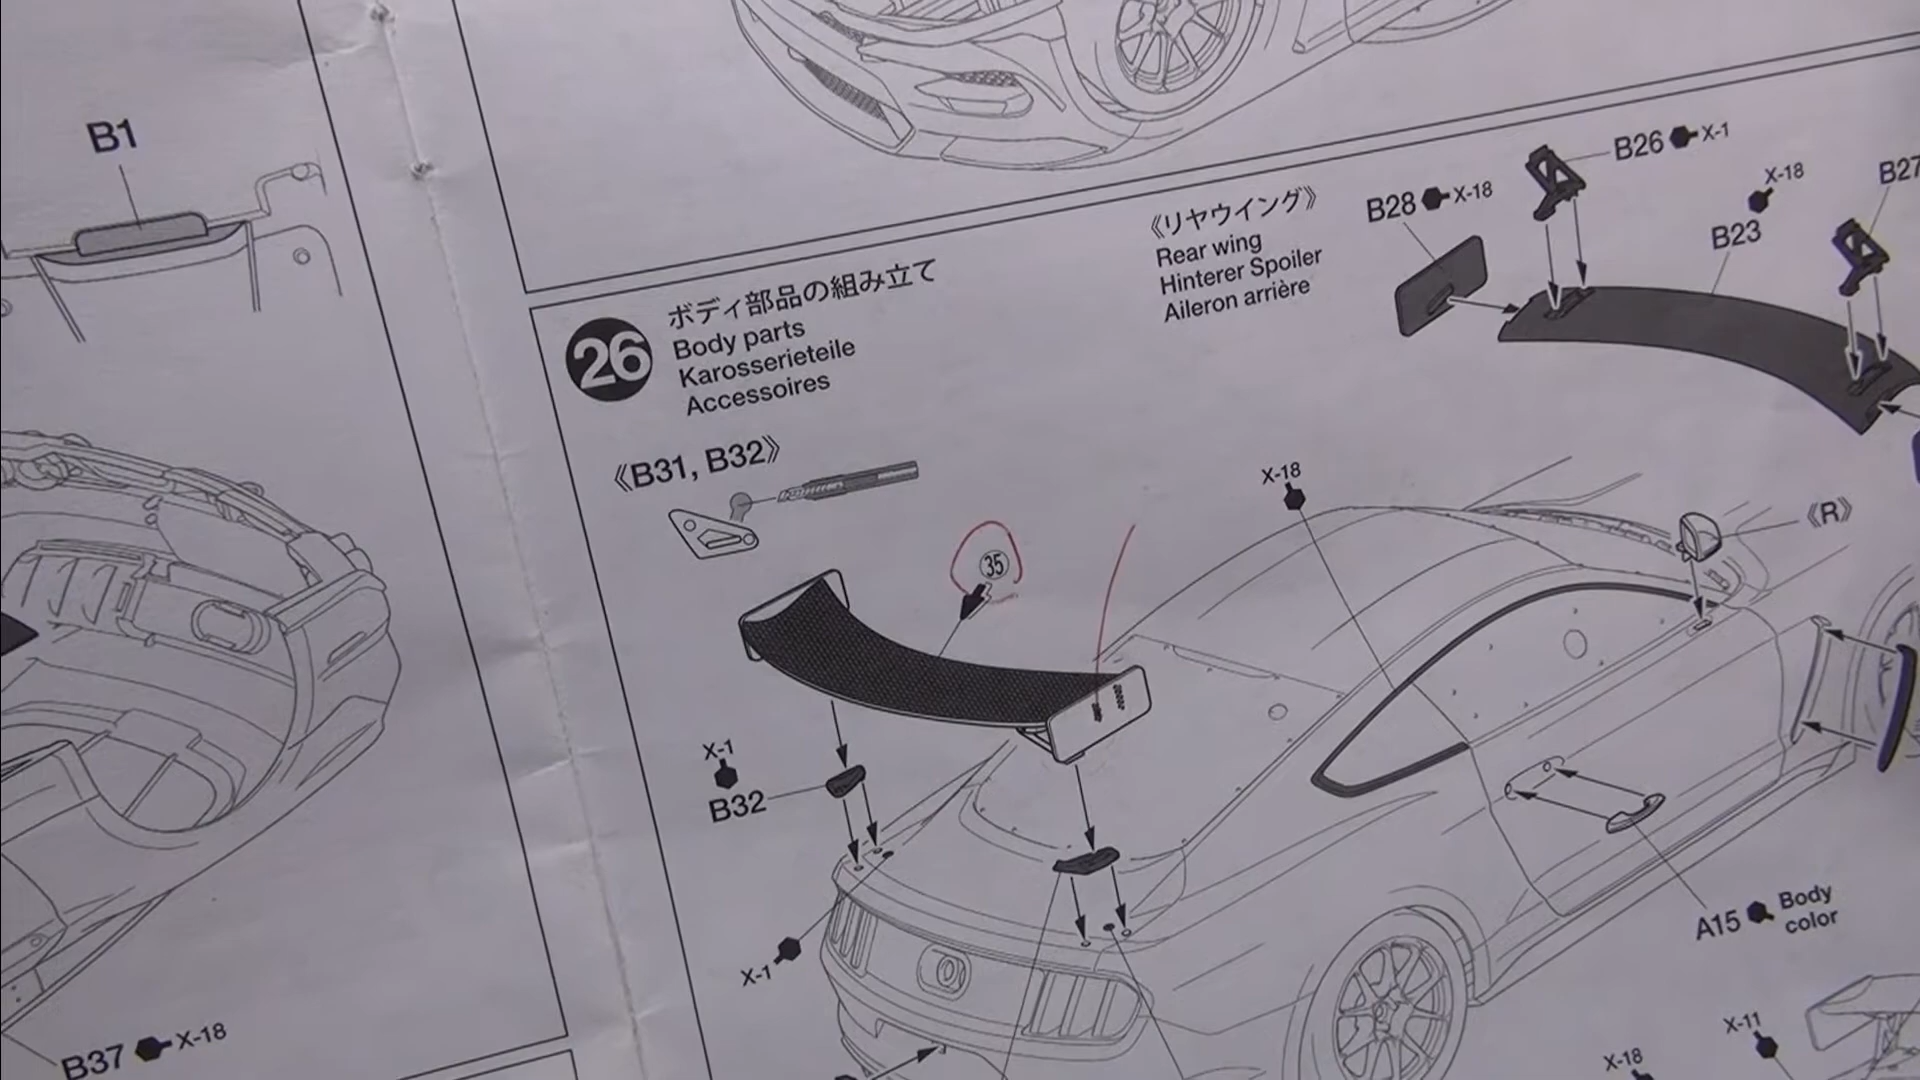 B1
B37 X-18
26
ボディ部品の組み立て
Body parts
Karosserieteile
Accessoires
《B31, B32》
《リヤウイング》
Rear wing
Hinterer Spoiler
Aileron arrière
B28 X-18
B26 X-1
X-18
B23
B27
35
X-18
《R》
X-1
B32
X-1
A15 Body
color
X-11
X-18